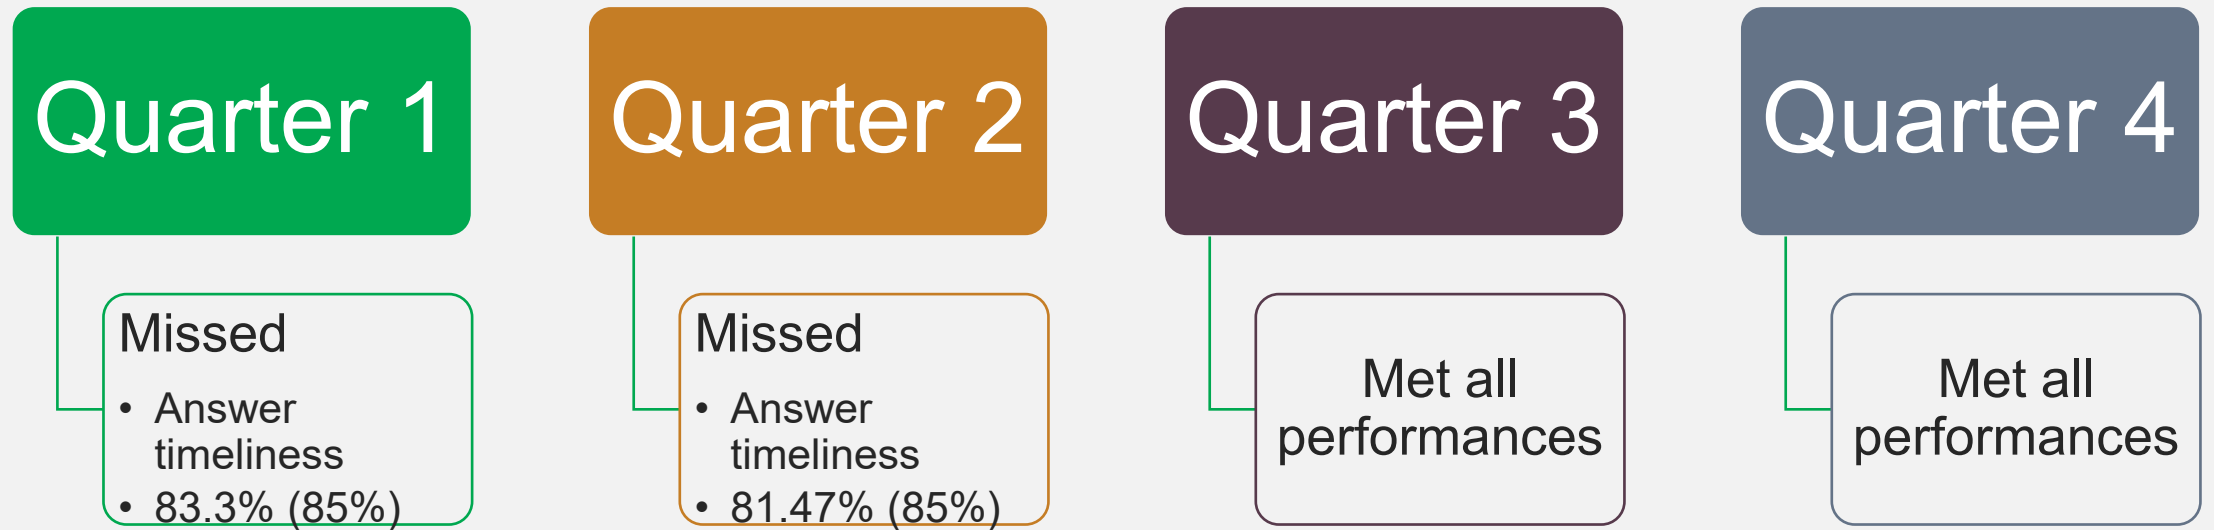 Quarter 1
Missed
• Answer
timeliness
• 83.3% (85%)
Quarter 2
Missed
• Answer
timeliness
• 81.47% (85%)
Quarter 3
Met all
performances
Quarter 4
Met all
performances